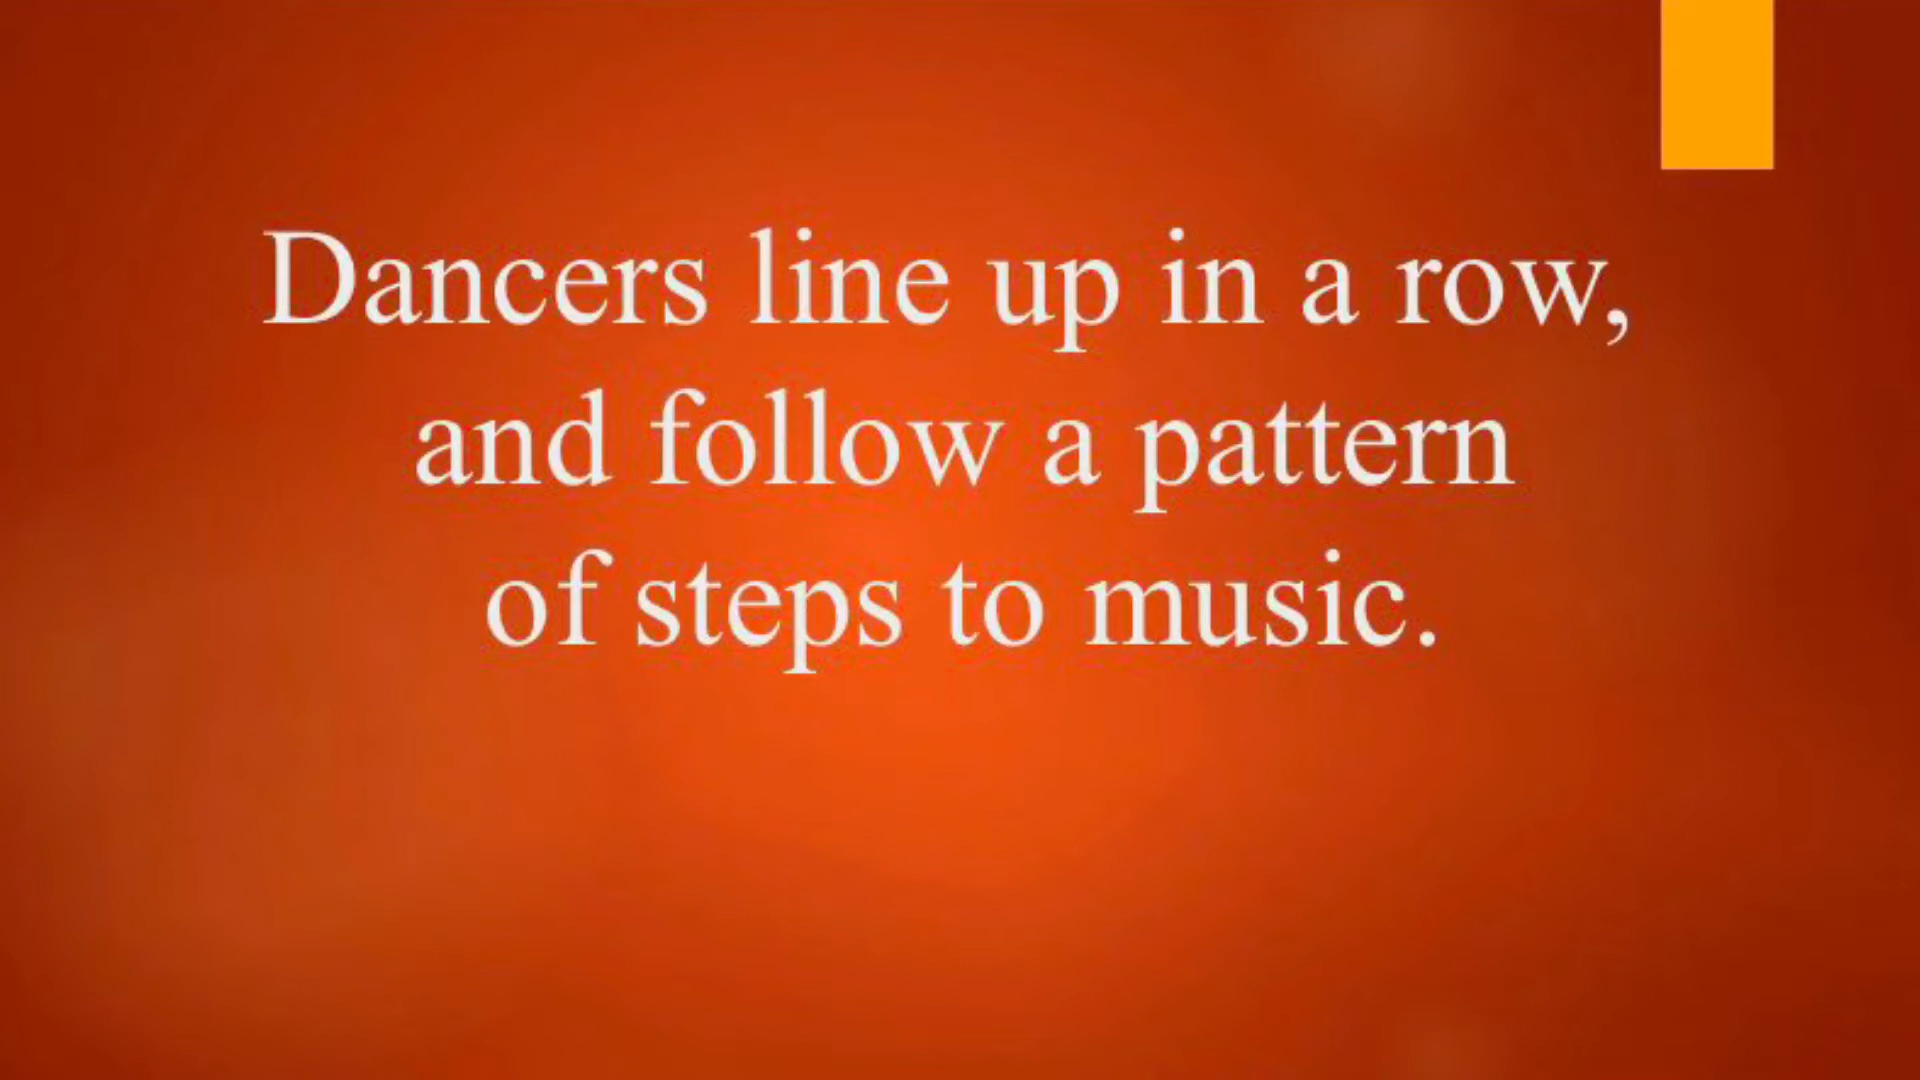 Dancers line up in a row,
and follow a pattern
of steps to music.